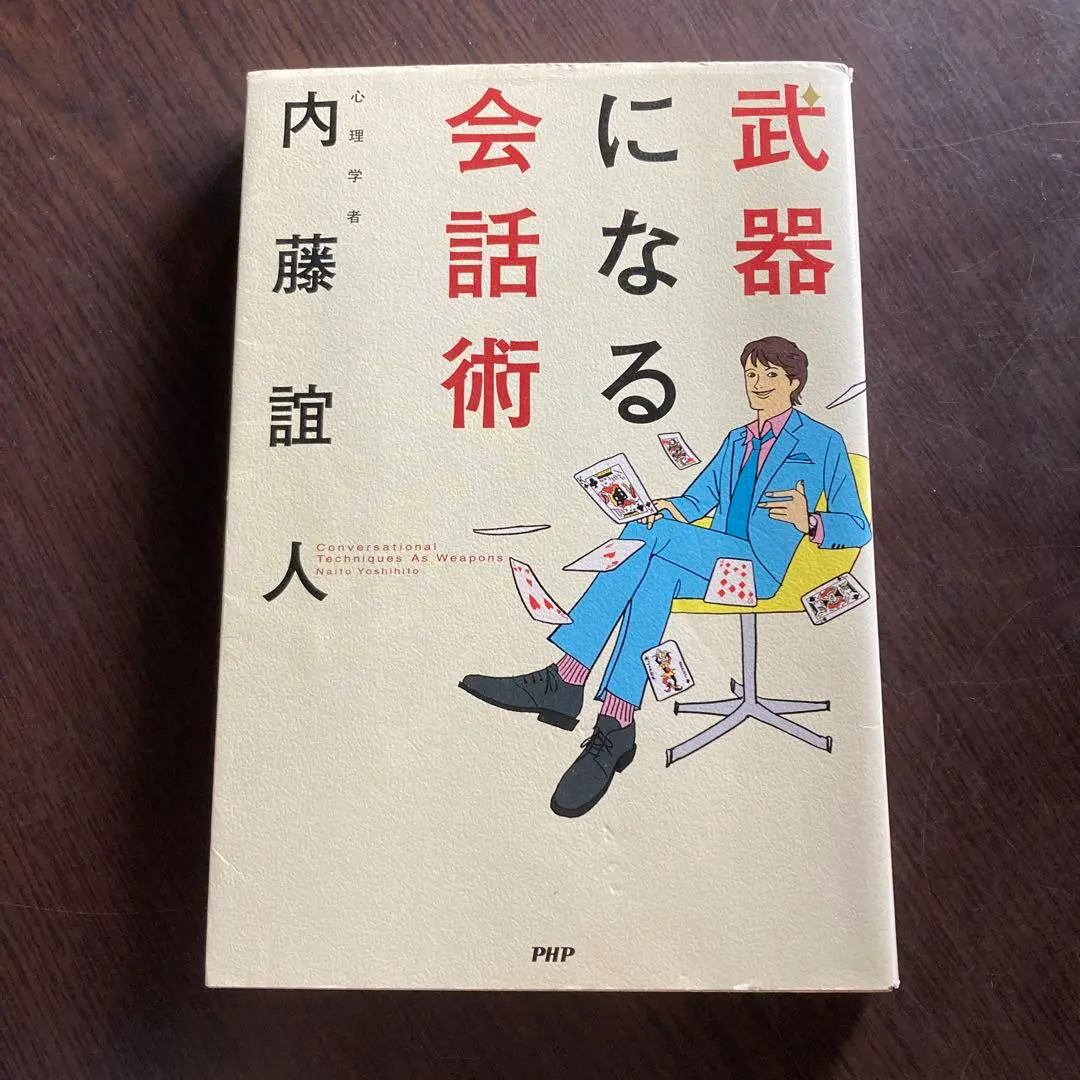 武器
になる
会話術
心理学者
内藤誼人
Conversational
Techniques As Weapons
Naito Yoshihito
PHP